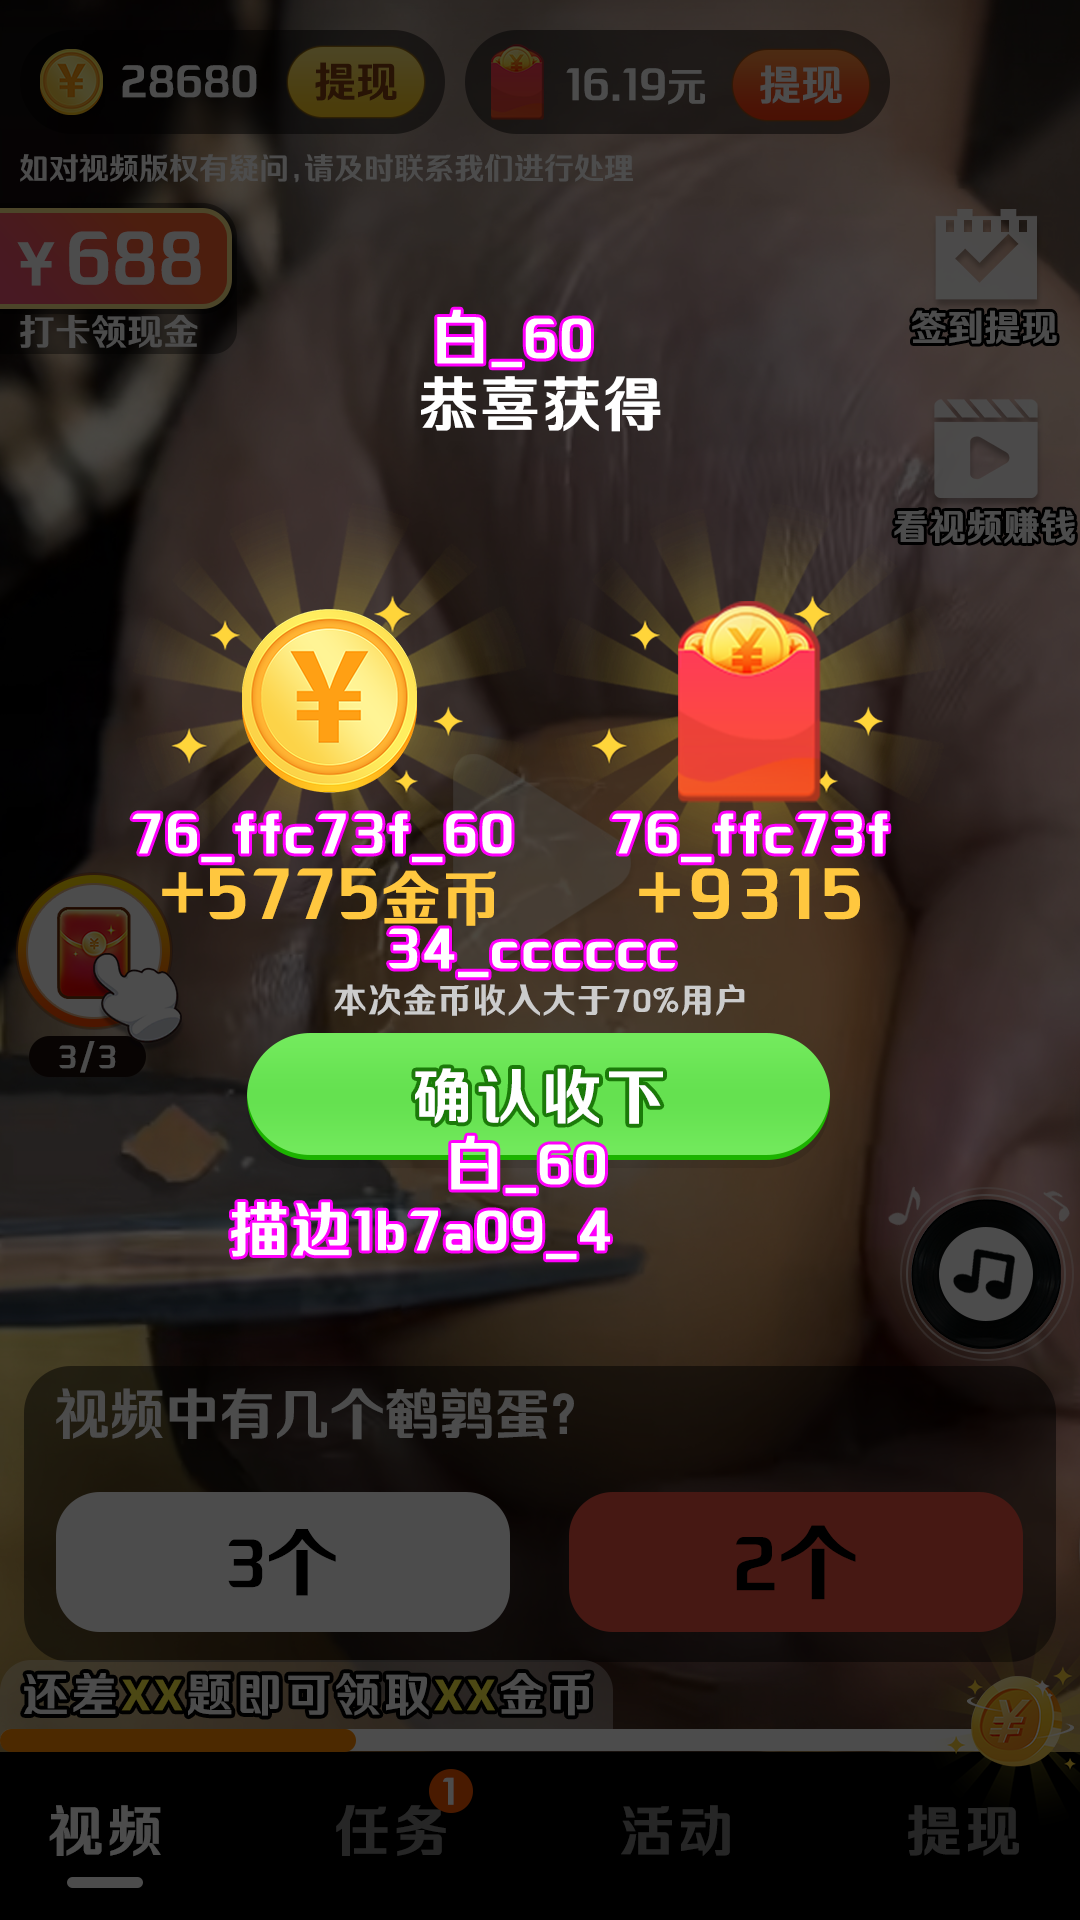 28680
提现
16.19元
提现
如对视频版权有疑问,请及时联系我们进行处理
¥688
打卡领现金
签到提现
看视频赚钱
白_60
恭喜获得
76_ffc73f_60
76_ffc73f
+5775金币
+9315
34_cccccc
本次金币收入大于70%用户
3/3
确认收下
白_60
描边1b7a09_4
视频中有几个鹌鹑蛋?
3个
2个
还差XX题即可领取XX金币
视频
任务
1
活动
提现